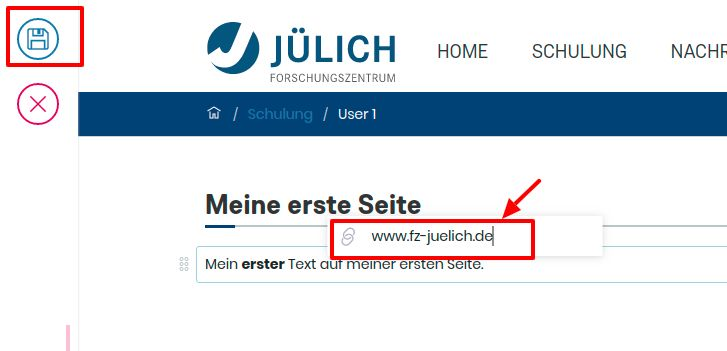 JÜLICH
FORSCHUNGSZENTRUM
HOME SCHULUNG NACHR
/ Schulung / User 1
Meine erste Seite
www.fz-juelich.de
Mein erster Text auf meiner ersten Seite.